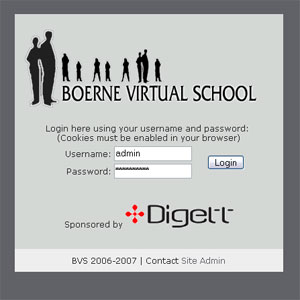 BOERNE VIRTUAL SCHOOL
Login here using your username and password:
(Cookies must be enabled in your browser)
Username: admin
Password: **********
Login
Sponsored by Digett
BVS 2006-2007 | Contact Site Admin